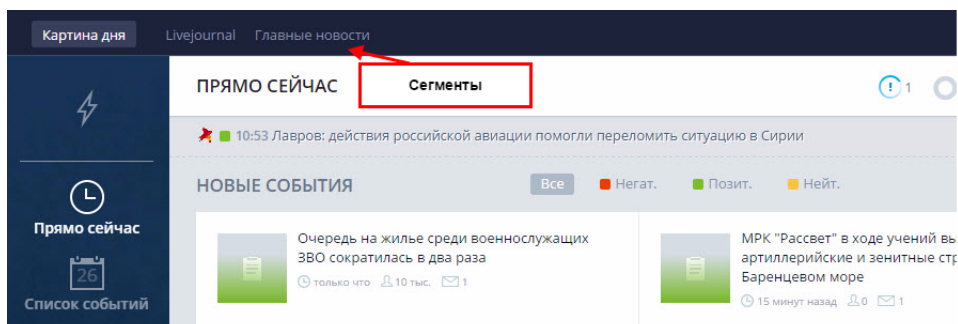 Картина дня Livejournal Главные новости
ПРЯМО СЕЙЧАС
Сегменты
1
10:53 Лавров: действия российской авиации помогли переломить ситуацию в Сирии
НОВЫЕ СОБЫТИЯ
Все Негат. Позит. Нейт.
Прямо сейчас
26
Список событий
Очередь на жилье среди военнослужащих
ЗВО сократилась в два раза
только что 10 тыс. 1
МРК "Рассвет" в ходе учений вы
артиллерийские и зенитные стр
Баренцевом море
15 минут назад 0 1